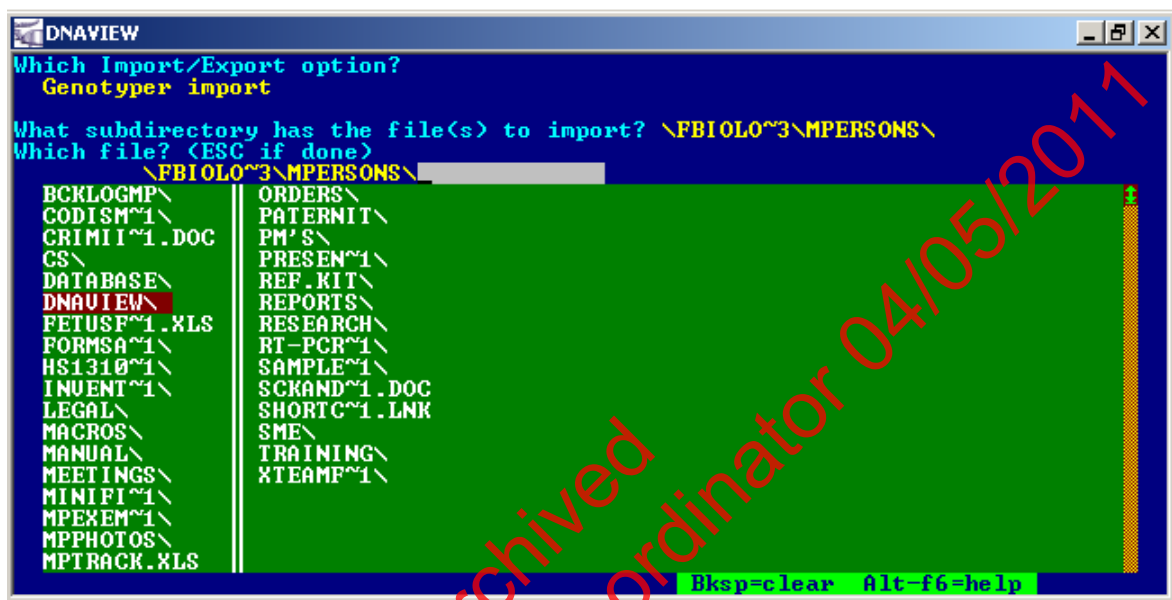 DNAVIEW
Which Import/Export option?
Genotyper import
What subdirectory has the file(s) to import? \FBIOLO~3\MPERSONS\
Which file? (ESC if done)
\FBIOLO~3\MPERSONS\_
BCKLOGMP\
CODISM~1\
CRIMII~1.DOC
CS\
DATABASE\
DNAVIEW\
FETUSF~1.XLS
FORMSA~1\
HS1310~1\
INVENT~1\
LEGAL\
MACROS\
MANUAL\
MEETINGS\
MINIFI~1\
MPEXEM~1\
MPPHOTOS\
MPTRACK.XLS
ORDERS\
PATERNIT\
PM'S\
PRESEN~1\
REF.KIT\
REPORTS\
RESEARCH\
RT-PCR~1\
SAMPLE~1\
SCKAND~1.DOC
SHORTC~1.LNK
SME\
TRAINING\
XTEAMF~1\
Bksp=clear Alt-f6=help
chived
ordinator 04/05/2011